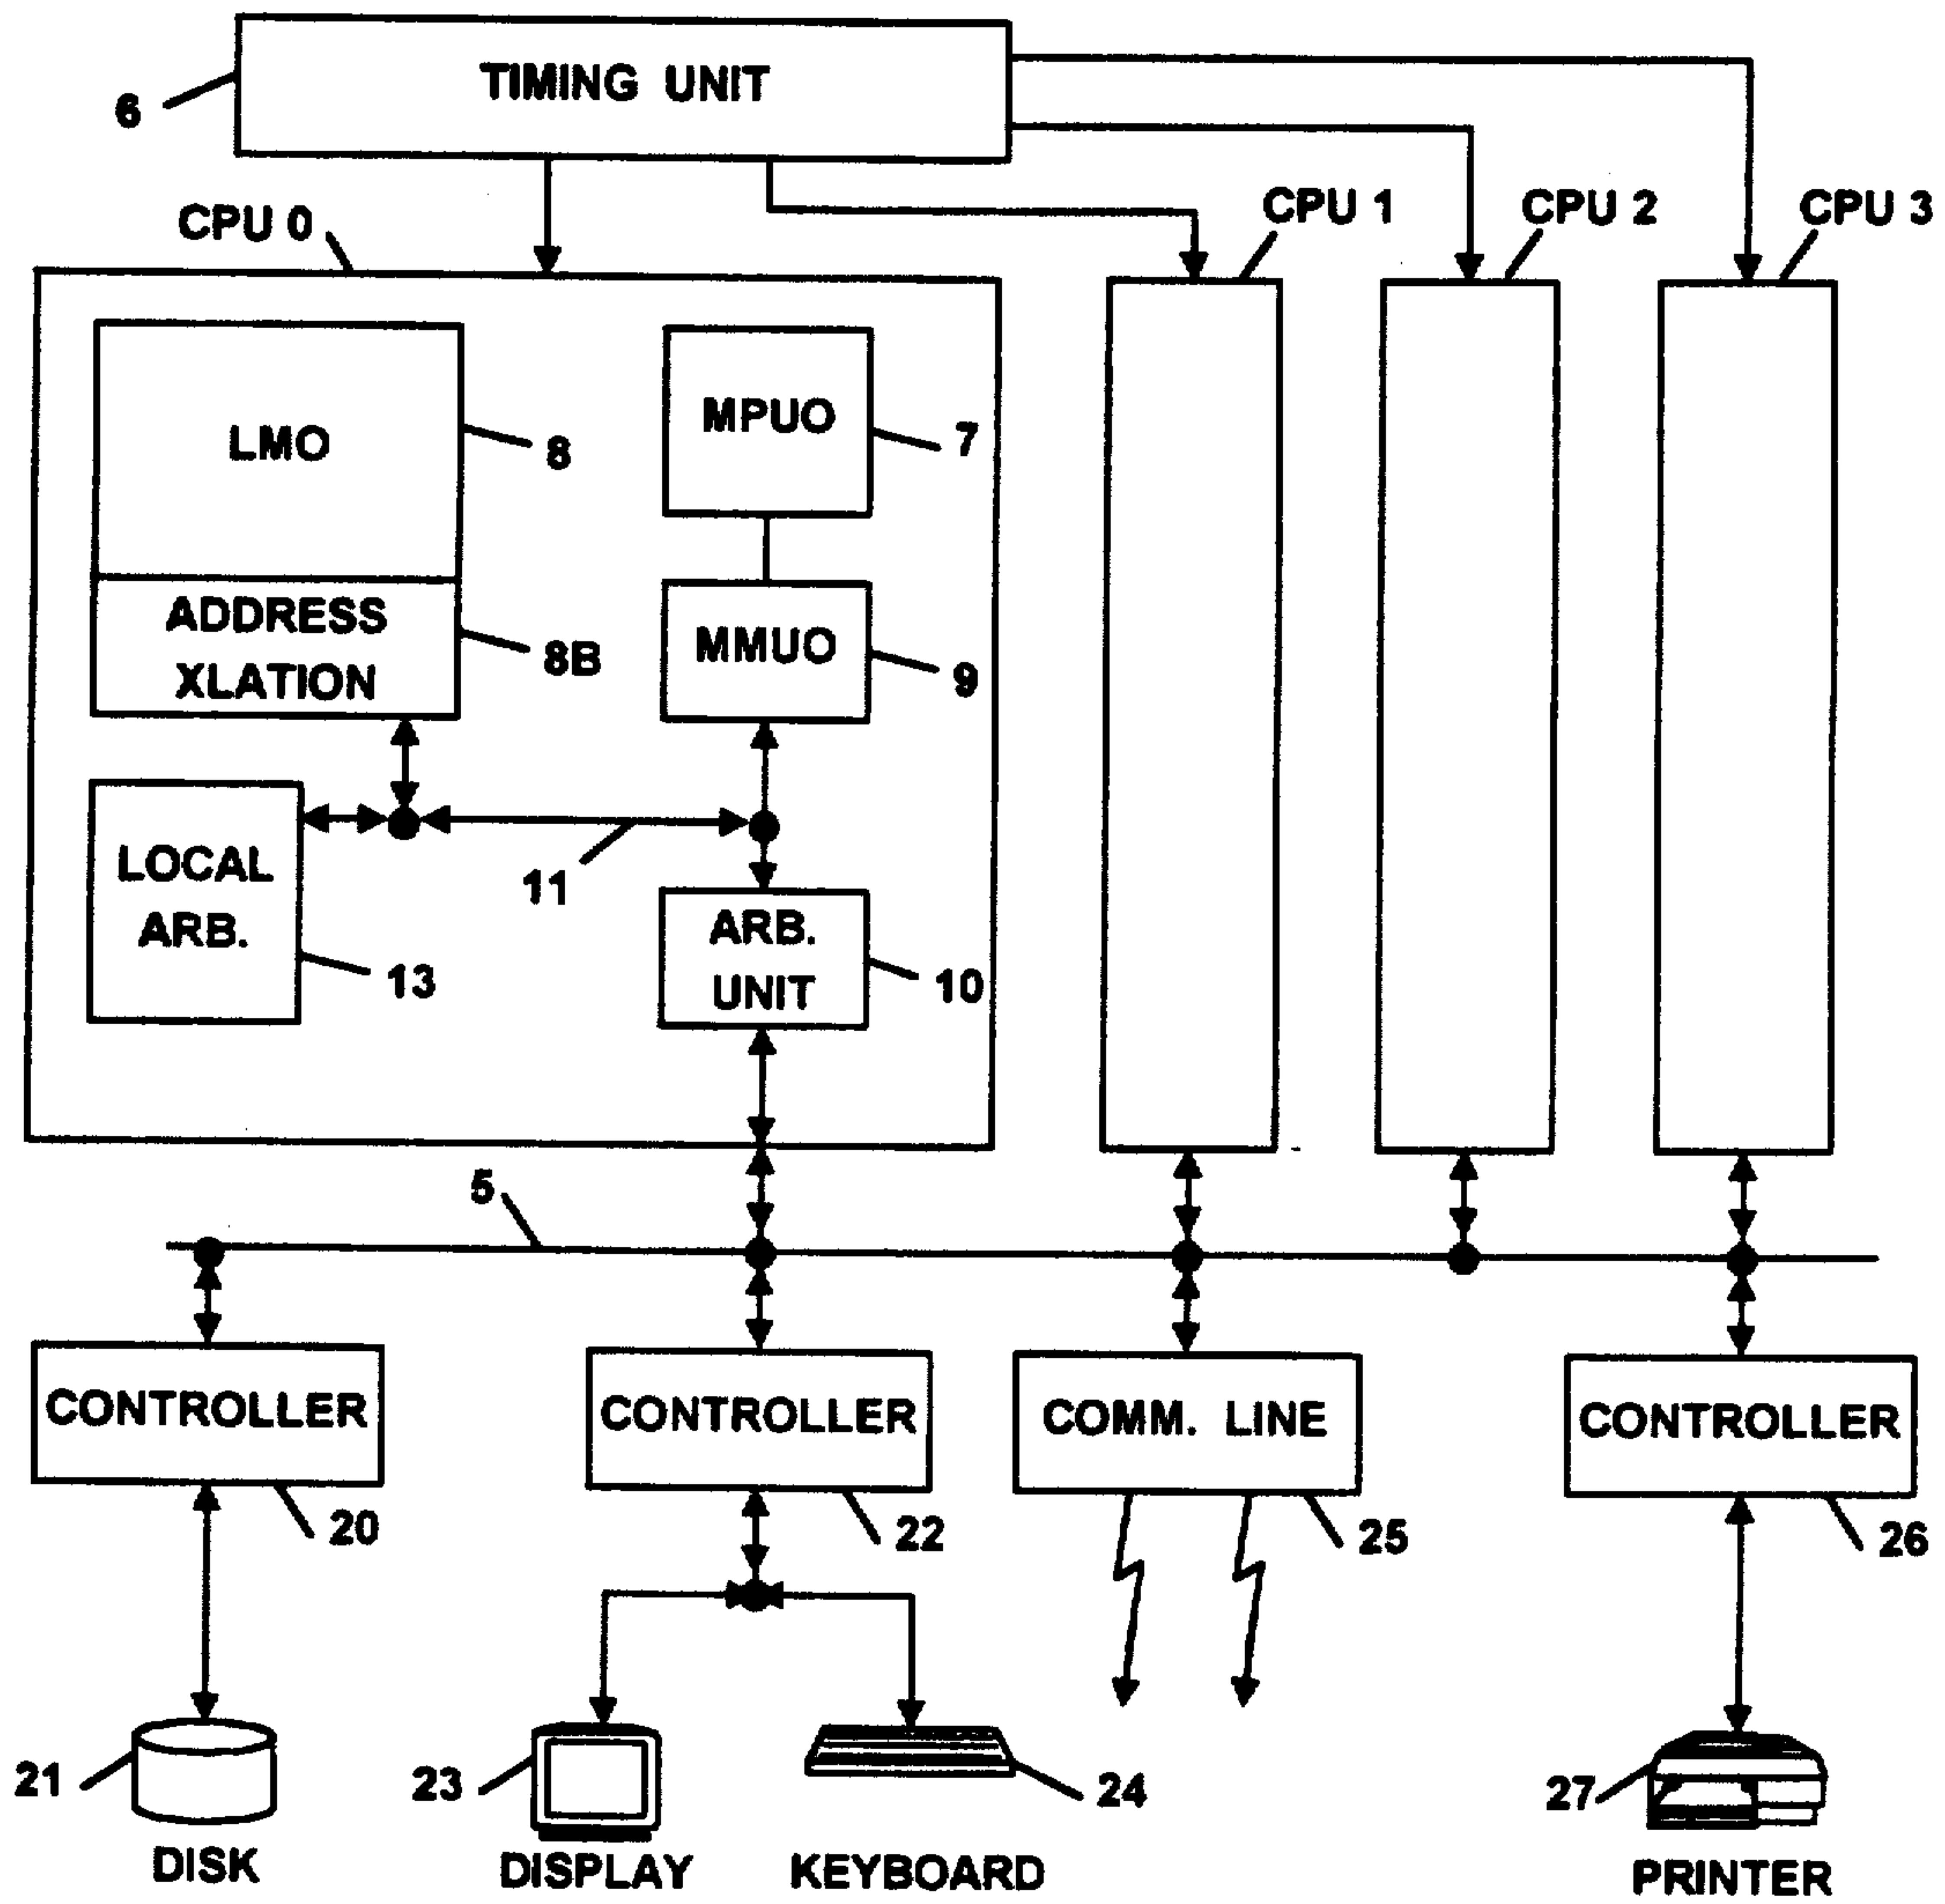 TIMING UNIT
6
CPU 0
CPU 1
CPU 2
CPU 3
LMO
8
MPUO
7
ADDRESS
XLATION
8B
MMUO
9
11
LOCAL
ARB.
13
ARB.
UNIT
10
5
CONTROLLER
CONTROLLER
COMM. LINE
CONTROLLER
20
22
25
26
21
23
24
27
DISK
DISPLAY
KEYBOARD
PRINTER